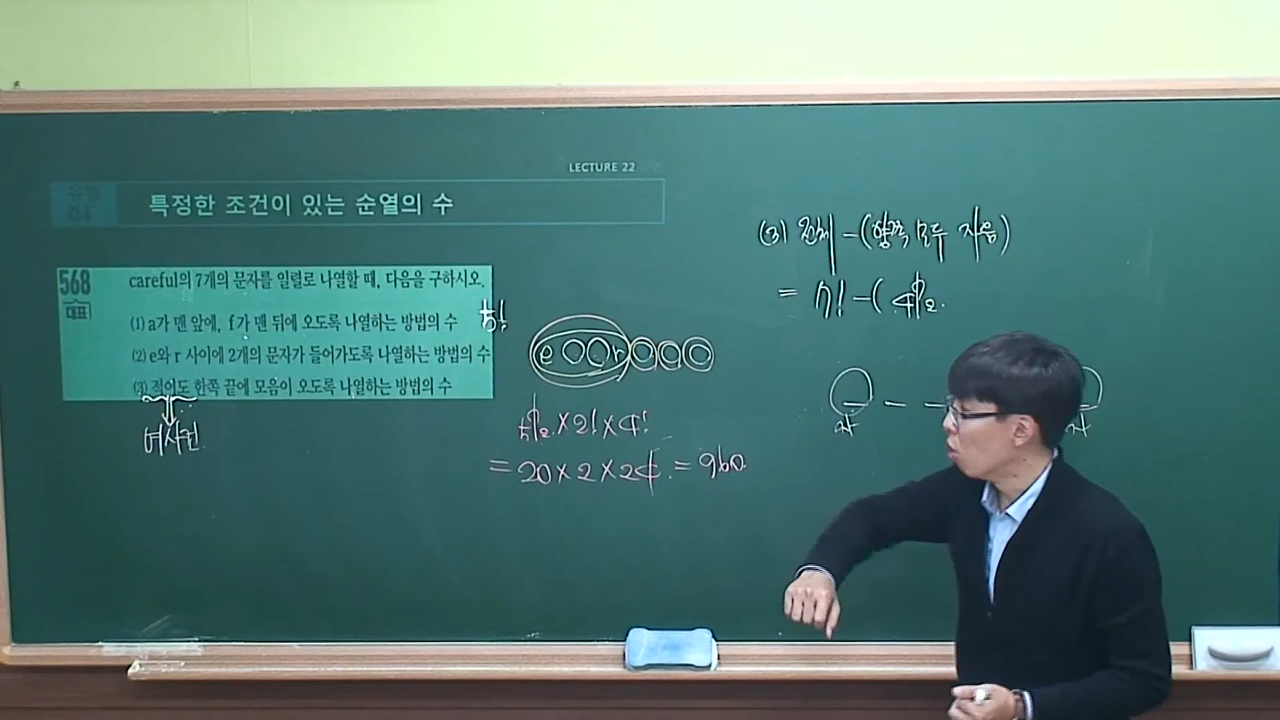 LECTURE 22
유형 04 특정한 조건이 있는 순열의 수
568 대표
careful의 7개의 문자를 일렬로 나열할 때, 다음을 구하시오.
(1) a가 맨 앞에, f가 맨 뒤에 오도록 나열하는 방법의 수
5!
(2) e와 r 사이에 2개의 문자가 들어가도록 나열하는 방법의 수
(3) 적어도 한쪽 끝에 모음이 오도록 나열하는 방법의 수
여사건
e r
₅P₂ × 2! × 4!
= 20 × 2 × 24 = 960
(3) 전체 - (양쪽 모두 자음)
= 7! - ( ₄P₂
자 자